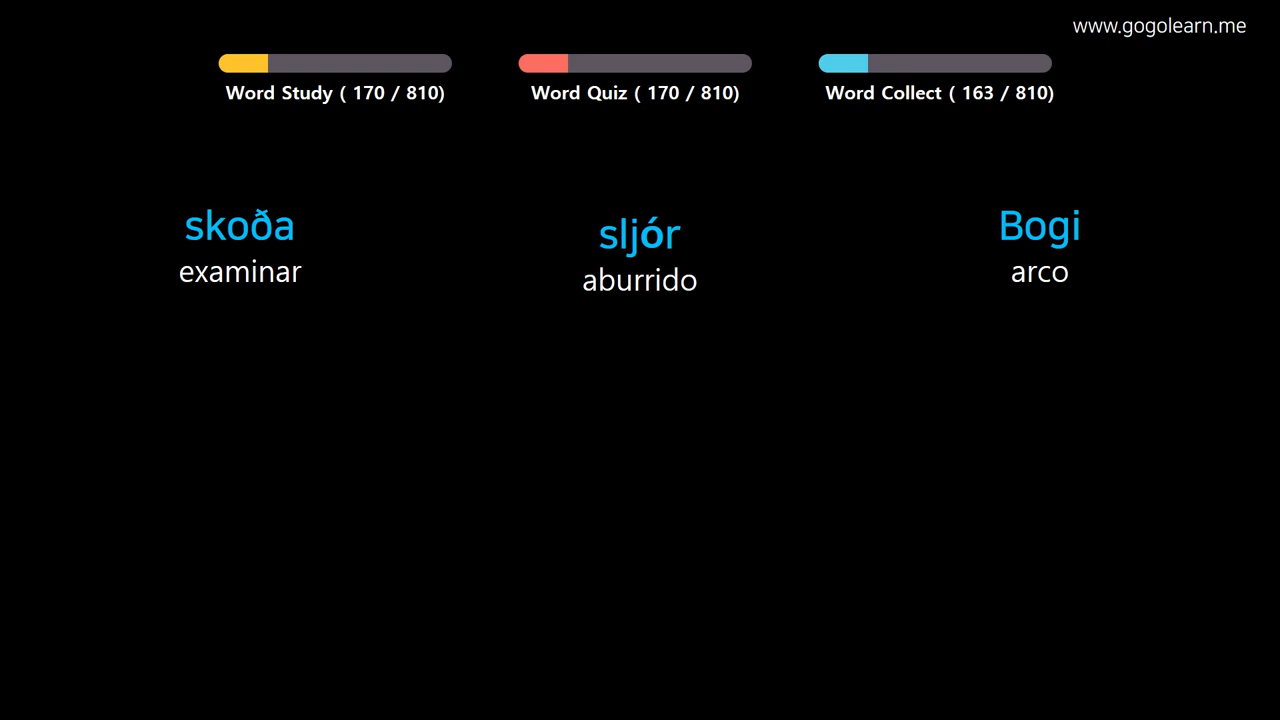 www.gogolearn.me
Word Study ( 170 / 810)
Word Quiz ( 170 / 810)
Word Collect ( 163 / 810)
skoða
examinar
sljór
aburrido
Bogi
arco